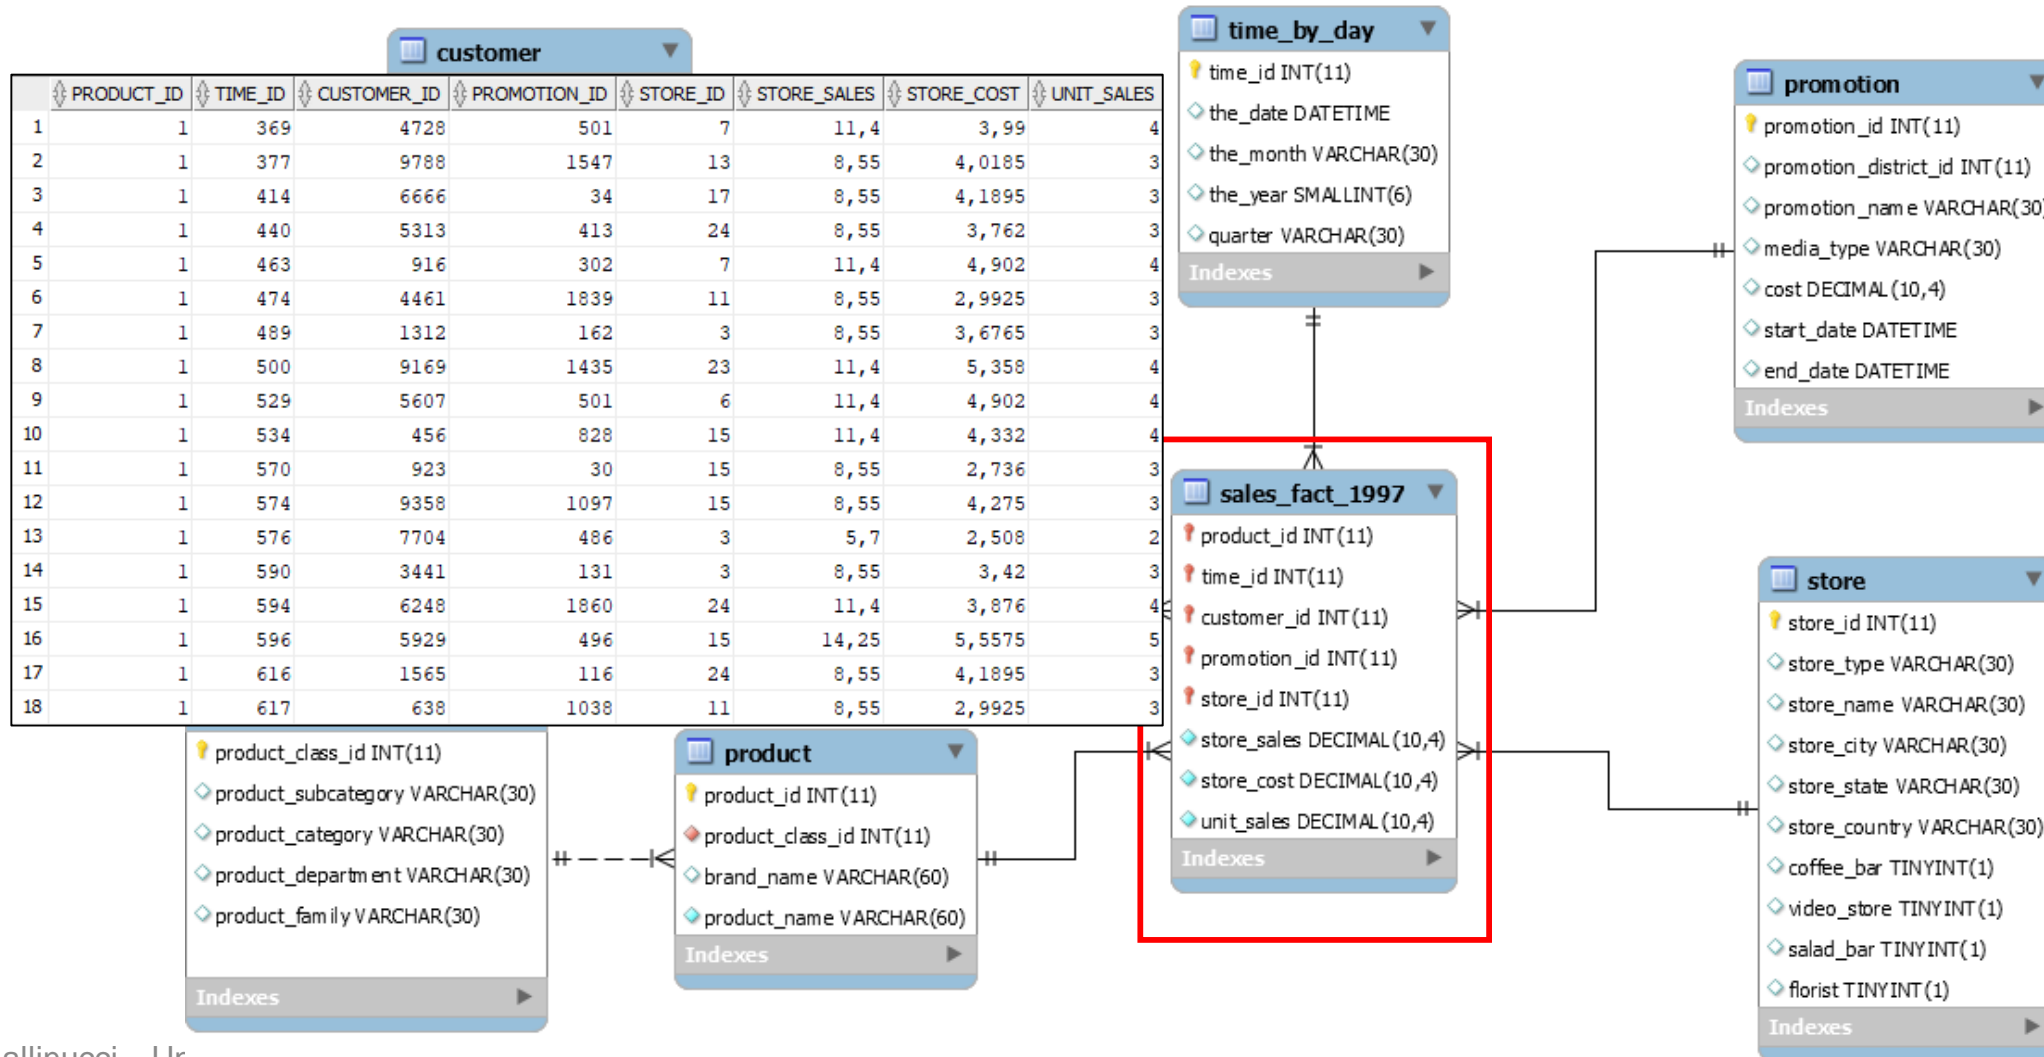 customer
PRODUCT_ID TIME_ID CUSTOMER_ID PROMOTION_ID STORE_ID STORE_SALES STORE_COST UNIT_SALES
1 1 369 4728 501 7 11,4 3,99 4
2 1 377 9788 1547 13 8,55 4,0185 3
3 1 414 6666 34 17 8,55 4,1895 3
4 1 440 5313 413 24 8,55 3,762 3
5 1 463 916 302 7 11,4 4,902 4
6 1 474 4461 1839 11 8,55 2,9925 3
7 1 489 1312 162 3 8,55 3,6765 3
8 1 500 9169 1435 23 11,4 5,358 4
9 1 529 5607 501 6 11,4 4,902 4
10 1 534 456 828 15 11,4 4,332 4
11 1 570 923 30 15 8,55 2,736 3
12 1 574 9358 1097 15 8,55 4,275 3
13 1 576 7704 486 3 5,7 2,508 2
14 1 590 3441 131 3 8,55 3,42 3
15 1 594 6248 1860 24 11,4 3,876 4
16 1 596 5929 496 15 14,25 5,5575 5
17 1 616 1565 116 24 8,55 4,1895 3
18 1 617 638 1038 11 8,55 2,9925 3
time_by_day
time_id INT(11)
the_date DATETIME
the_month VARCHAR(30)
the_year SMALLINT(6)
quarter VARCHAR(30)
Indexes
promotion
promotion_id INT(11)
promotion_district_id INT(11)
promotion_name VARCHAR(30)
media_type VARCHAR(30)
cost DECIMAL(10,4)
start_date DATETIME
end_date DATETIME
Indexes
sales_fact_1997
product_id INT(11)
time_id INT(11)
customer_id INT(11)
promotion_id INT(11)
store_id INT(11)
store_sales DECIMAL(10,4)
store_cost DECIMAL(10,4)
unit_sales DECIMAL(10,4)
Indexes
store
store_id INT(11)
store_type VARCHAR(30)
store_name VARCHAR(30)
store_city VARCHAR(30)
store_state VARCHAR(30)
store_country VARCHAR(30)
coffee_bar TINYINT(1)
video_store TINYINT(1)
salad_bar TINYINT(1)
florist TINYINT(1)
Indexes
product_class_id INT(11)
product_subcategory VARCHAR(30)
product_category VARCHAR(30)
product_department VARCHAR(30)
product_family VARCHAR(30)
Indexes
product
product_id INT(11)
product_class_id INT(11)
brand_name VARCHAR(60)
product_name VARCHAR(60)
Indexes